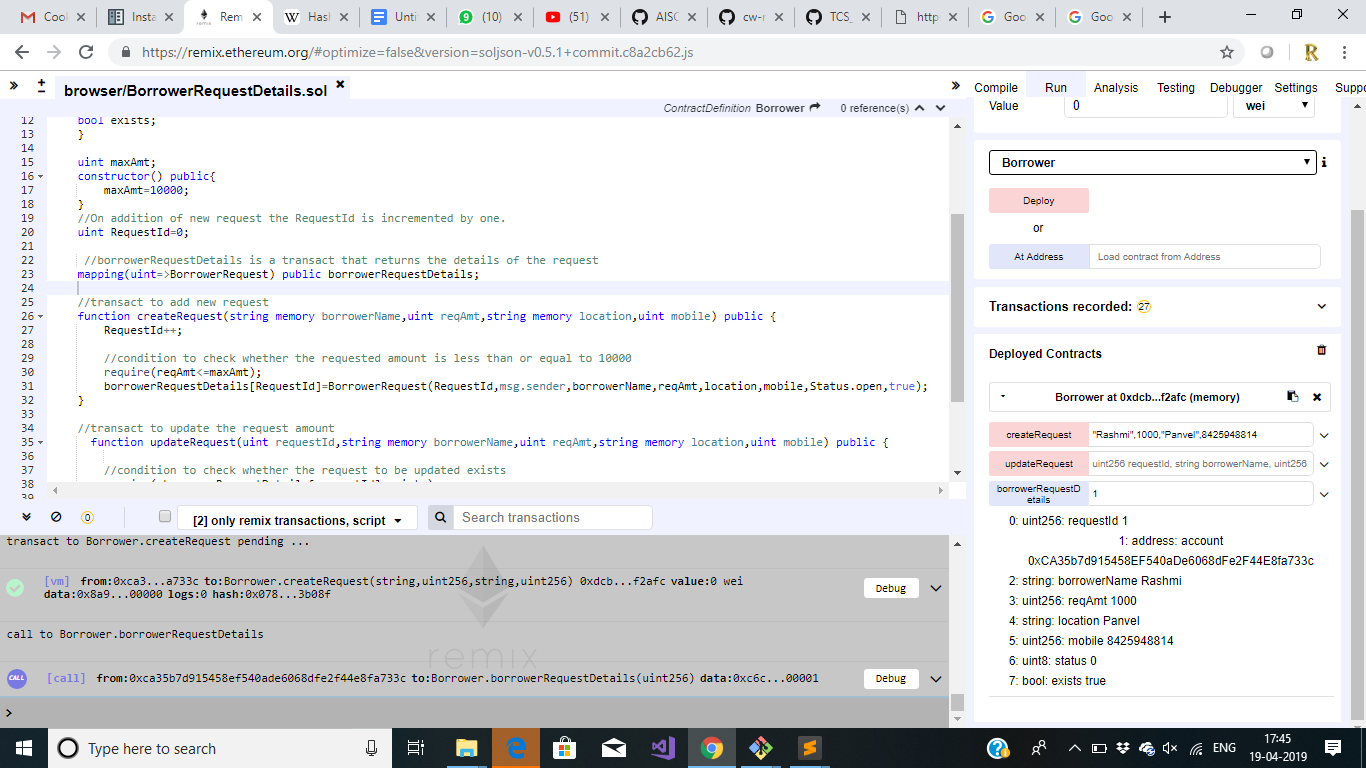 Cool
Insta
Rem
Hash
Unti
9 (10)
(51)
AISC
cw-r
TCS_
http
Goo
Goo
https://remix.ethereum.org/#optimize=false&version=soljson-v0.5.1+commit.c8a2cb62.js
browser/BorrowerRequestDetails.sol
ContractDefinition Borrower 0 reference(s)
12 bool exists;
13 }
14
15 uint maxAmt;
16 constructor() public{
17 maxAmt=10000;
18 }
19 //On addition of new request the RequestId is incremented by one.
20 uint RequestId=0;
21
22 //borrowerRequestDetails is a transact that returns the details of the request
23 mapping(uint=>BorrowerRequest) public borrowerRequestDetails;
24
25 //transact to add new request
26 function createRequest(string memory borrowerName,uint reqAmt,string memory location,uint mobile) public {
27 RequestId++;
28
29 //condition to check whether the requested amount is less than or equal to 10000
30 require(reqAmt<=maxAmt);
31 borrowerRequestDetails[RequestId]=BorrowerRequest(RequestId,msg.sender,borrowerName,reqAmt,location,mobile,Status.open,true);
32 }
33
34 //transact to update the request amount
35 function updateRequest(uint requestId,string memory borrowerName,uint reqAmt,string memory location,uint mobile) public {
36
37 //condition to check whether the request to be updated exists
38
39
0
[2] only remix transactions, script
Search transactions
transact to Borrower.createRequest pending ...
[vm] from:0xca3...a733c to:Borrower.createRequest(string,uint256,string,uint256) 0xdcb...f2afc value:0 wei
data:0x8a9...00000 logs:0 hash:0x078...3b08f
Debug
call to Borrower.borrowerRequestDetails
remix
CALL [call] from:0xca35b7d915458ef540ade6068dfe2f44e8fa733c to:Borrower.borrowerRequestDetails(uint256) data:0xc6c...00001
Debug
>
Compile Run Analysis Testing Debugger Settings Suppo
Value 0 wei
Borrower
Deploy
or
At Address Load contract from Address
Transactions recorded: 27
Deployed Contracts
Borrower at 0xdcb...f2afc (memory)
createRequest "Rashmi",1000,"Panvel",8425948814
updateRequest uint256 requestId, string borrowerName, uint256
borrowerRequestD
etails 1
0: uint256: requestId 1
1: address: account
0xCA35b7d915458EF540aDe6068dFe2F44E8fa733c
2: string: borrowerName Rashmi
3: uint256: reqAmt 1000
4: string: location Panvel
5: uint256: mobile 8425948814
6: uint8: status 0
7: bool: exists true
Type here to search
ENG
17:45
19-04-2019